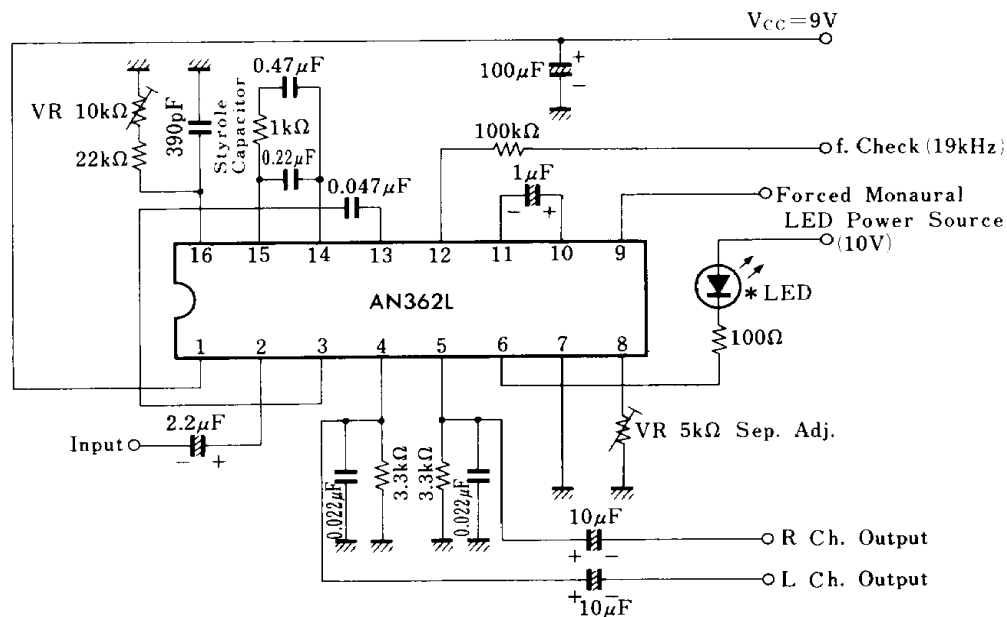 VCC=9V
0.47μF
100μF
+
−
VR 10kΩ
390pF
Styrole
Capacitor
1kΩ
100kΩ
f. Check (19kHz)
22kΩ
0.22μF
0.047μF
1μF
− +
Forced Monaural
LED Power Source
(10V)
16 15 14 13 12 11 10 9
AN362L
* LED
100Ω
1 2 3 4 5 6 7 8
2.2μF
Input
− +
VR 5kΩ Sep. Adj.
0.022μF
3.3kΩ
3.3kΩ
0.022μF
10μF
+ −
R Ch. Output
L Ch. Output
+ −
10μF